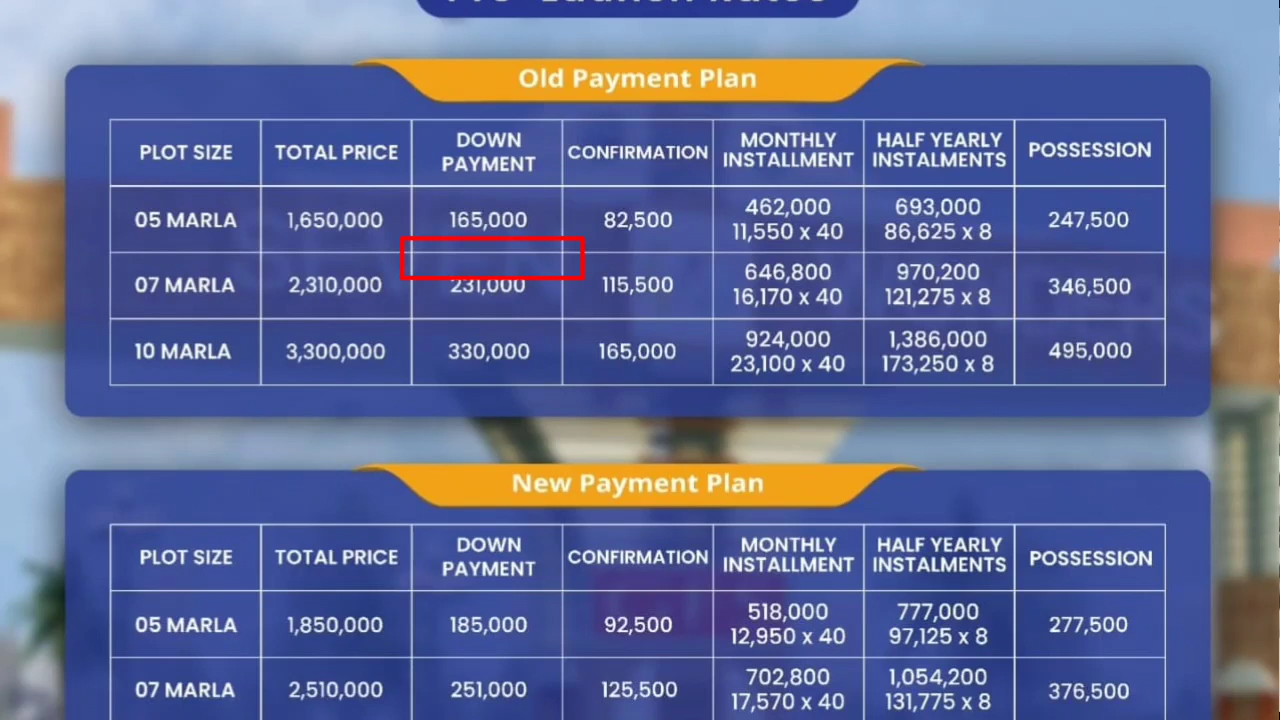 Old Payment Plan
PLOT SIZE TOTAL PRICE DOWN PAYMENT CONFIRMATION MONTHLY INSTALLMENT HALF YEARLY INSTALMENTS POSSESSION
05 MARLA 1,650,000 165,000 82,500 462,000 11,550 x 40 693,000 86,625 x 8 247,500
07 MARLA 2,310,000 231,000 115,500 646,800 16,170 x 40 970,200 121,275 x 8 346,500
10 MARLA 3,300,000 330,000 165,000 924,000 23,100 x 40 1,386,000 173,250 x 8 495,000
New Payment Plan
PLOT SIZE TOTAL PRICE DOWN PAYMENT CONFIRMATION MONTHLY INSTALLMENT HALF YEARLY INSTALMENTS POSSESSION
05 MARLA 1,850,000 185,000 92,500 518,000 12,950 x 40 777,000 97,125 x 8 277,500
07 MARLA 2,510,000 251,000 125,500 702,800 17,570 x 40 1,054,200 131,775 x 8 376,500